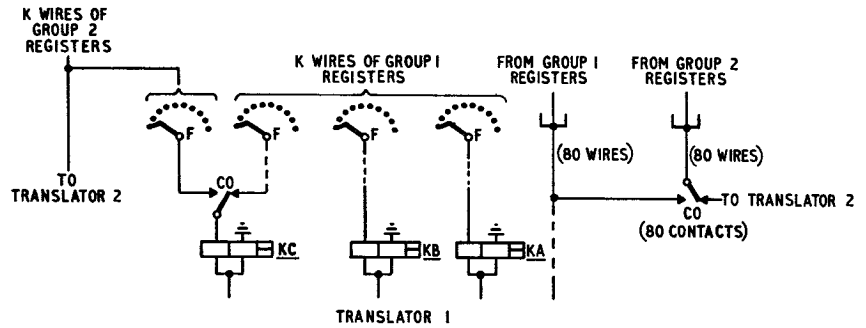 K WIRES OF
GROUP 2
REGISTERS
K WIRES OF GROUP 1
REGISTERS
FROM GROUP 1
REGISTERS
FROM GROUP 2
REGISTERS
F
F
F
F
(80 WIRES)
(80 WIRES)
TO
TRANSLATOR 2
CO
TO TRANSLATOR 2
CO
(80 CONTACTS)
KC
KB
KA
TRANSLATOR 1